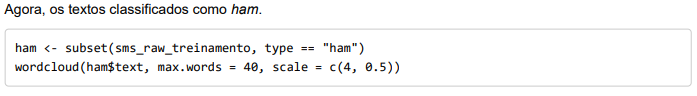 Agora, os textos classificados como ham.
ham <- subset(sms_raw_treinamento, type == "ham")
wordcloud(ham$text, max.words = 40, scale = c(4, 0.5))